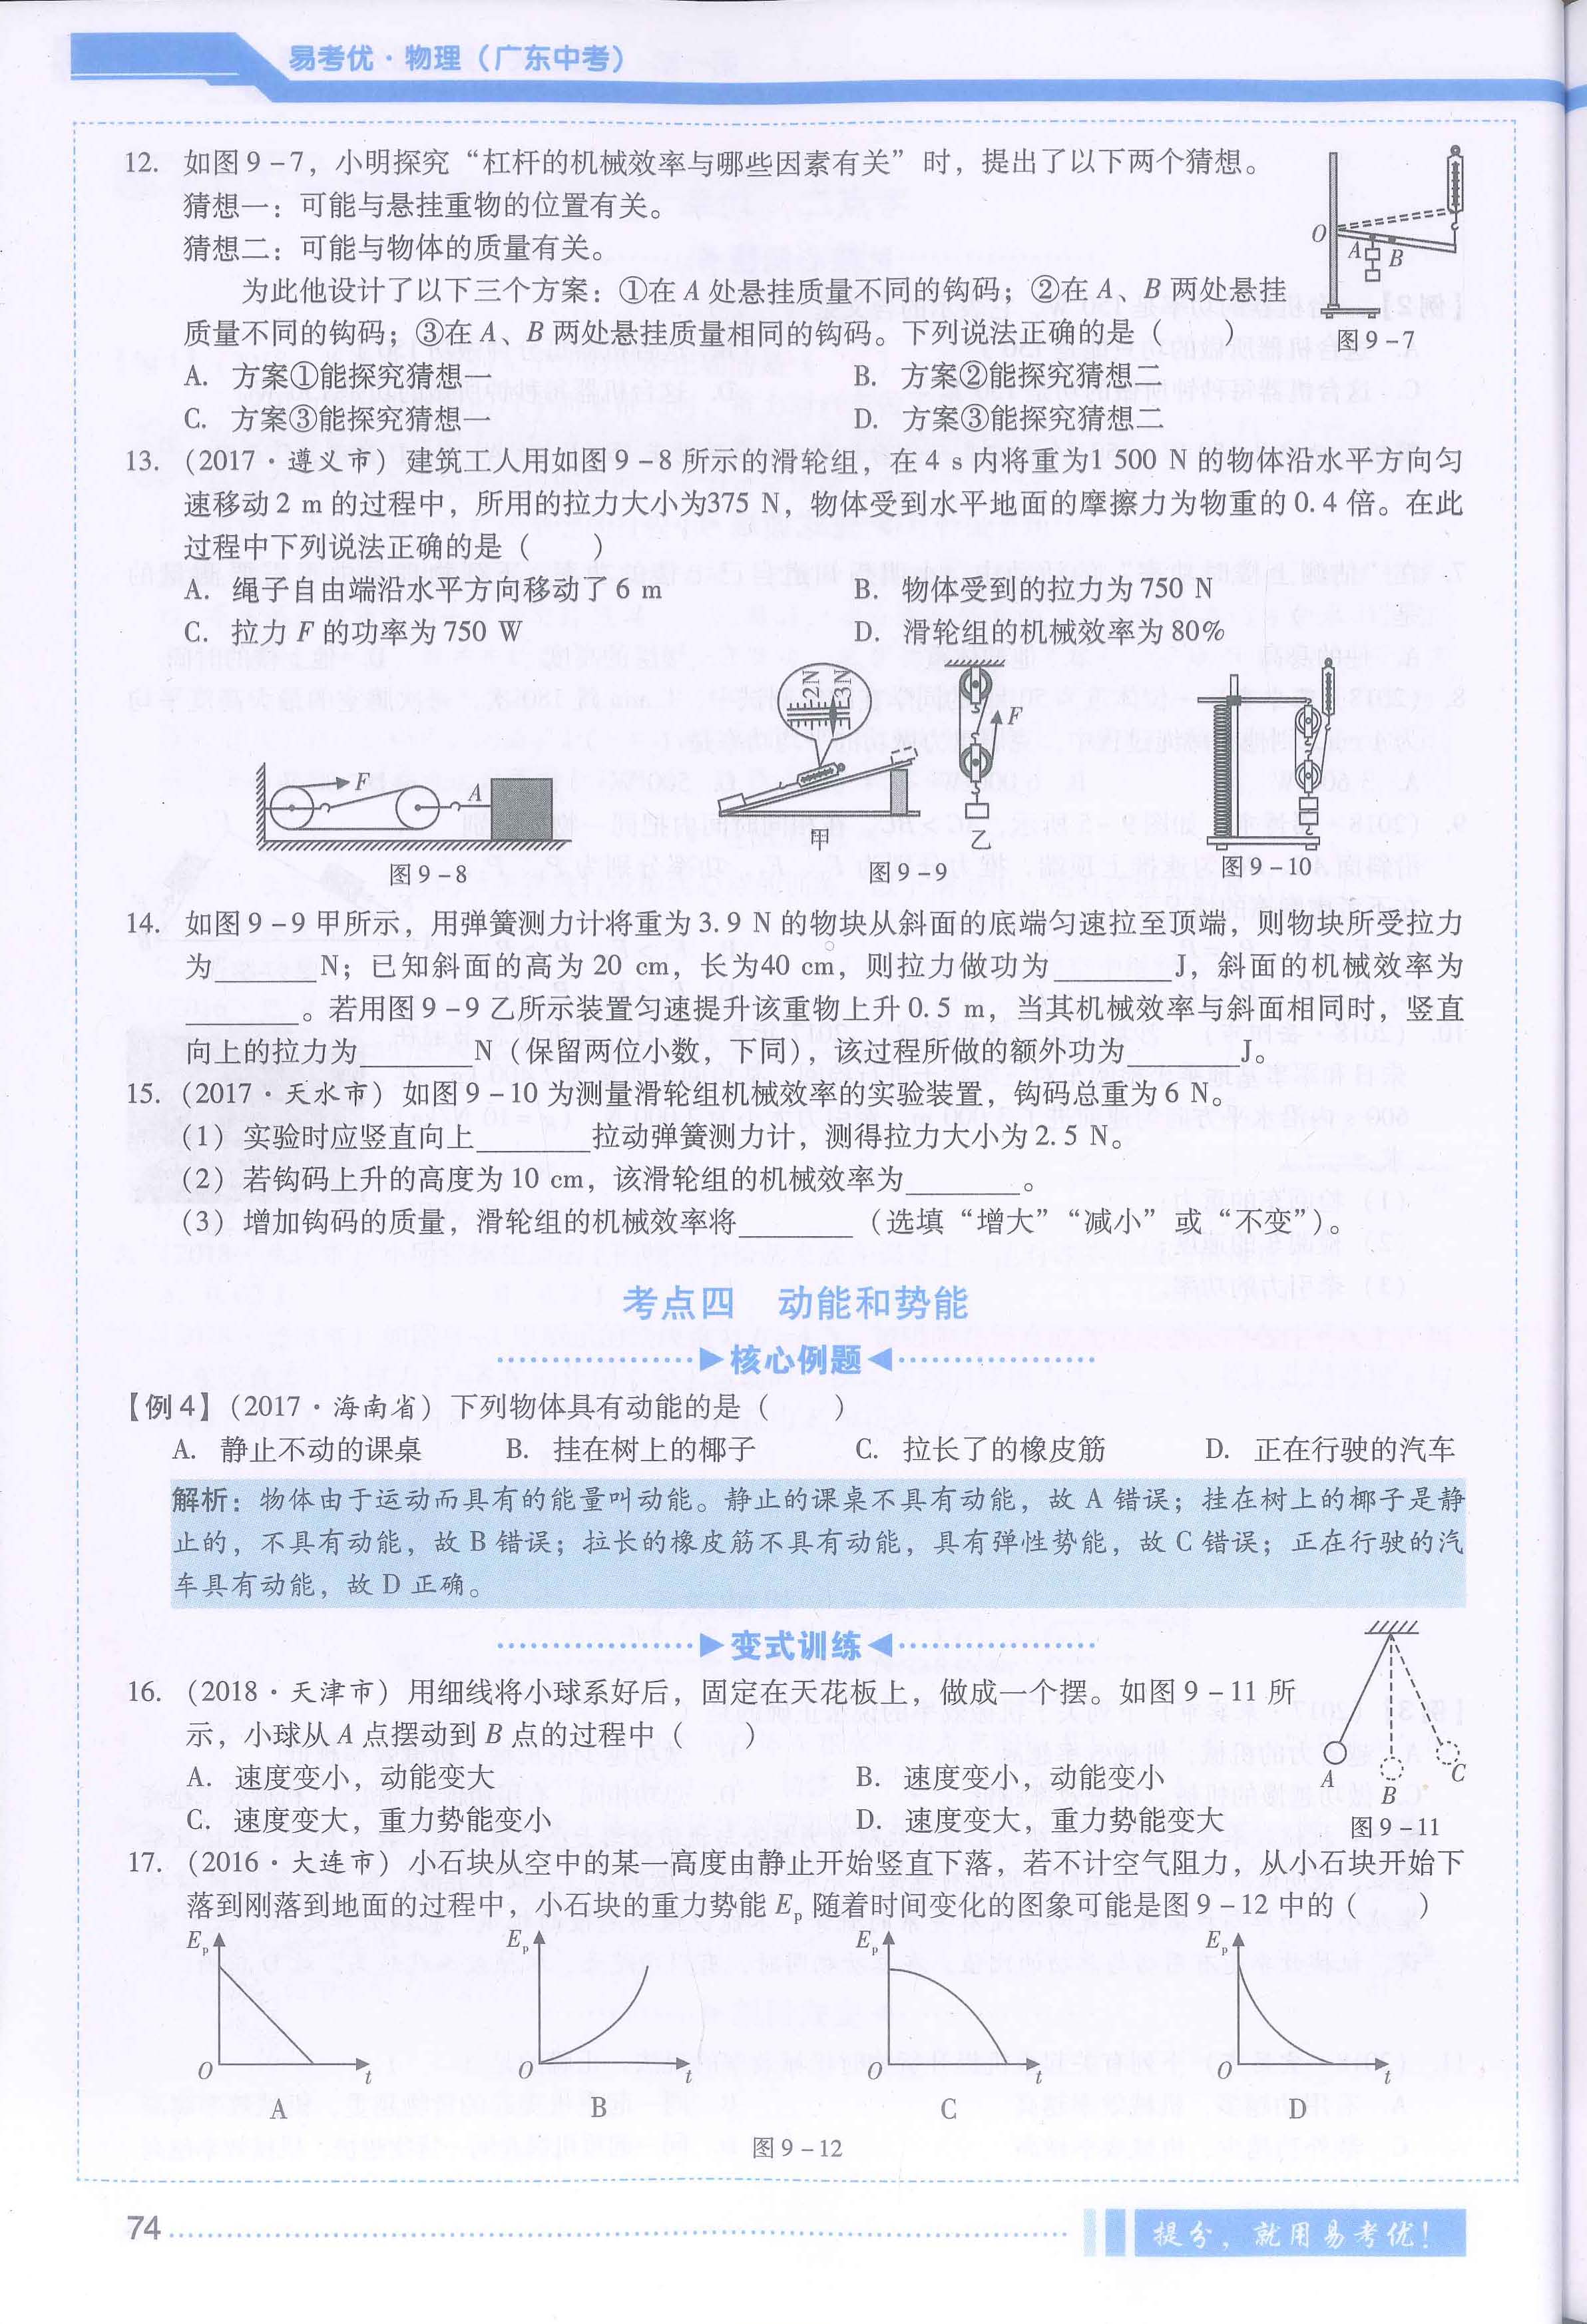 易考优·物理（广东中考）
12. 如图9-7，小明探究“杠杆的机械效率与哪些因素有关”时，提出了以下两个猜想。
猜想一：可能与悬挂重物的位置有关。
猜想二：可能与物体的质量有关。
为此他设计了以下三个方案：①在A处悬挂质量不同的钩码；②在A、B两处悬挂
质量不同的钩码；③在A、B两处悬挂质量相同的钩码。下列说法正确的是（　　）
A. 方案①能探究猜想一　B. 方案②能探究猜想二
C. 方案③能探究猜想一　D. 方案③能探究猜想二
O A B
图9-7
13. （2017·遵义市）建筑工人用如图9-8所示的滑轮组，在4 s内将重为1 500 N的物体沿水平方向匀
速移动2 m的过程中，所用的拉力大小为375 N，物体受到水平地面的摩擦力为物重的0.4倍。在此
过程中下列说法正确的是（　　）
A. 绳子自由端沿水平方向移动了6 m　B. 物体受到的拉力为750 N
C. 拉力F的功率为750 W　D. 滑轮组的机械效率为80%
F A
图9-8
2N 3N
甲
F
乙
图9-9
图9-10
14. 如图9-9甲所示，用弹簧测力计将重为3.9 N的物块从斜面的底端匀速拉至顶端，则物块所受拉力
为______N；已知斜面的高为20 cm，长为40 cm，则拉力做功为______J，斜面的机械效率为
______。若用图9-9乙所示装置匀速提升该重物上升0.5 m，当其机械效率与斜面相同时，竖直
向上的拉力为______N（保留两位小数，下同），该过程所做的额外功为______J。
15. （2017·天水市）如图9-10为测量滑轮组机械效率的实验装置，钩码总重为6 N。
（1）实验时应竖直向上______拉动弹簧测力计，测得拉力大小为2.5 N。
（2）若钩码上升的高度为10 cm，该滑轮组的机械效率为______。
（3）增加钩码的质量，滑轮组的机械效率将______（选填“增大”“减小”或“不变”）。
考点四　动能和势能
核心例题
【例4】（2017·海南省）下列物体具有动能的是（　　）
A. 静止不动的课桌　B. 挂在树上的椰子　C. 拉长了的橡皮筋　D. 正在行驶的汽车
解析：物体由于运动而具有的能量叫动能。静止的课桌不具有动能，故A错误；挂在树上的椰子是静
止的，不具有动能，故B错误；拉长的橡皮筋不具有动能，具有弹性势能，故C错误；正在行驶的汽
车具有动能，故D正确。
变式训练
16. （2018·天津市）用细线将小球系好后，固定在天花板上，做成一个摆。如图9-11所
示，小球从A点摆动到B点的过程中（　　）
A. 速度变小，动能变大　B. 速度变小，动能变小
C. 速度变大，重力势能变小　D. 速度变大，重力势能变大
A B C
图9-11
17. （2016·大连市）小石块从空中的某一高度由静止开始竖直下落，若不计空气阻力，从小石块开始下
落到刚落到地面的过程中，小石块的重力势能Eₚ随着时间变化的图象可能是图9-12中的（　　）
Eₚ　Eₚ　Eₚ　Eₚ
O t　O t　O t　O t
A　B　C　D
图9-12
74
提分，就用易考优！